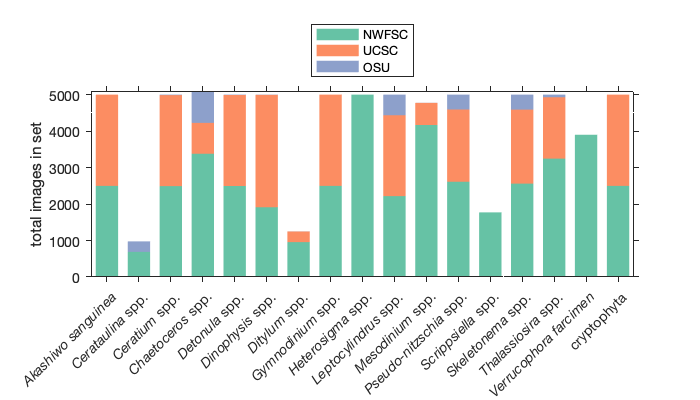 NWFSC
UCSC
OSU
total images in set
5000
4000
3000
2000
1000
0
Akashiwo sanguinea
Cerataulina spp.
Ceratium spp.
Chaetoceros spp.
Detonula spp.
Dinophysis spp.
Ditylum spp.
Gymnodinium spp.
Heterosigma spp.
Leptocylindrus spp.
Mesodinium spp.
Pseudo-nitzschia spp.
Scrippsiella spp.
Skeletonema spp.
Thalassiosira spp.
Verrucophora farcimen
cryptophyta